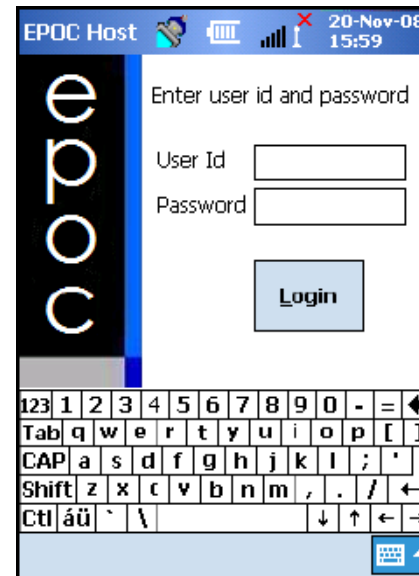 EPOC Host 20-Nov-08
15:59
epoc
Enter user id and password
User Id
Password
Login
123 1 2 3 4 5 6 7 8 9 0 - =
Tab q w e r t y u i o p [ ]
CAP a s d f g h j k l ; '
Shift z x c v b n m , . / ←
Ctl áü ` \ ↓ ↑ ← →